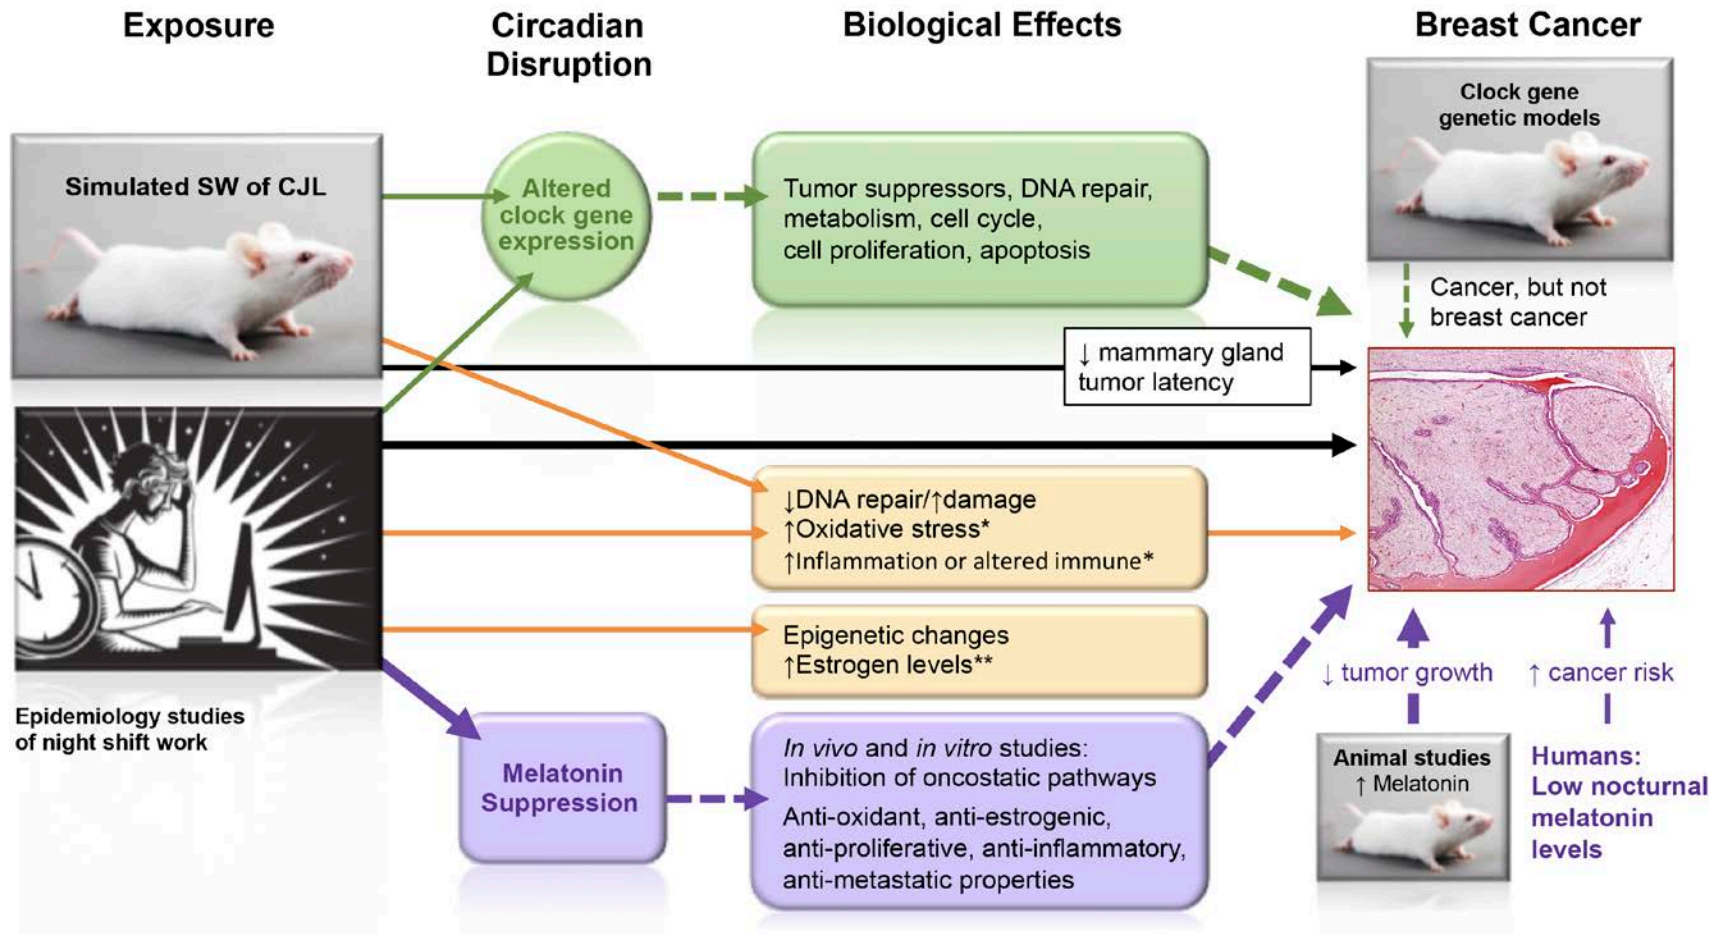 Exposure
Circadian
Disruption
Biological Effects
Breast Cancer
Simulated SW of CJL
Altered
clock gene
expression
Tumor suppressors, DNA repair,
metabolism, cell cycle,
cell proliferation, apoptosis
Clock gene
genetic models
Cancer, but not
breast cancer
↓ mammary gland
tumor latency
↓DNA repair/↑damage
↑Oxidative stress*
↑Inflammation or altered immune*
Epigenetic changes
↑Estrogen levels**
Epidemiology studies
of night shift work
Melatonin
Suppression
In vivo and in vitro studies:
Inhibition of oncostatic pathways
Anti-oxidant, anti-estrogenic,
anti-proliferative, anti-inflammatory,
anti-metastatic properties
↓ tumor growth
↑ cancer risk
Animal studies
↑ Melatonin
Humans:
Low nocturnal
melatonin
levels